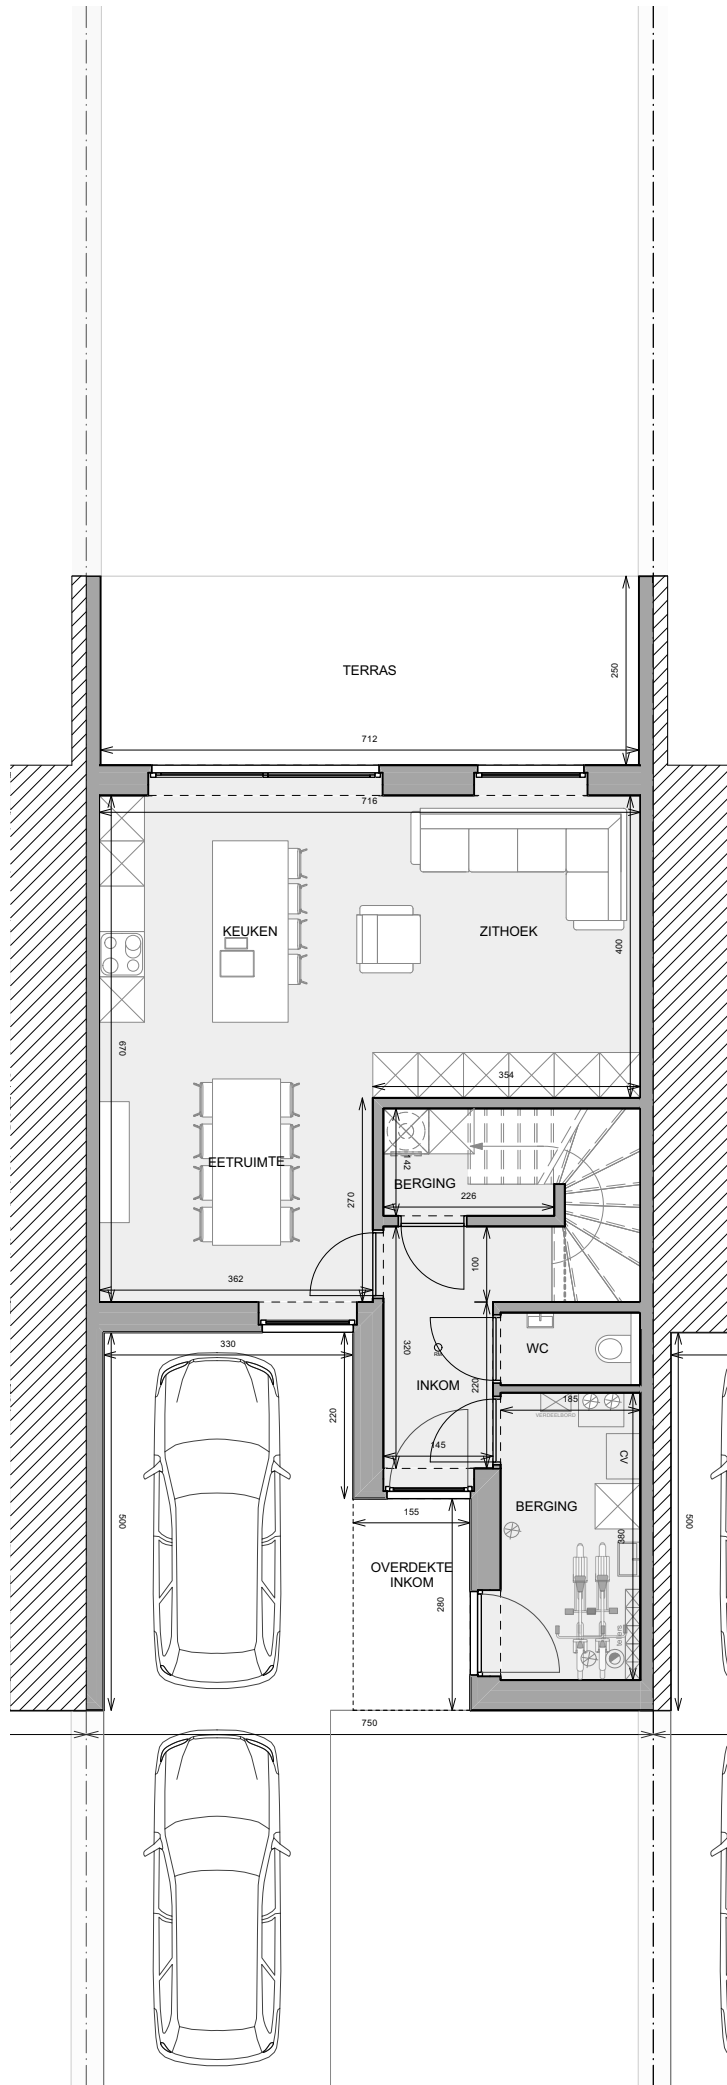 TERRAS
250
712
716
KEUKEN
ZITHOEK
400
670
354
EETRUIMTE
142
BERGING
226
270
100
362
330
320
WC
INKOM
220
220
185
VERDEELBORD
145
CV
BERGING
500
155
380
500
OVERDEKTE
INKOM
280
750